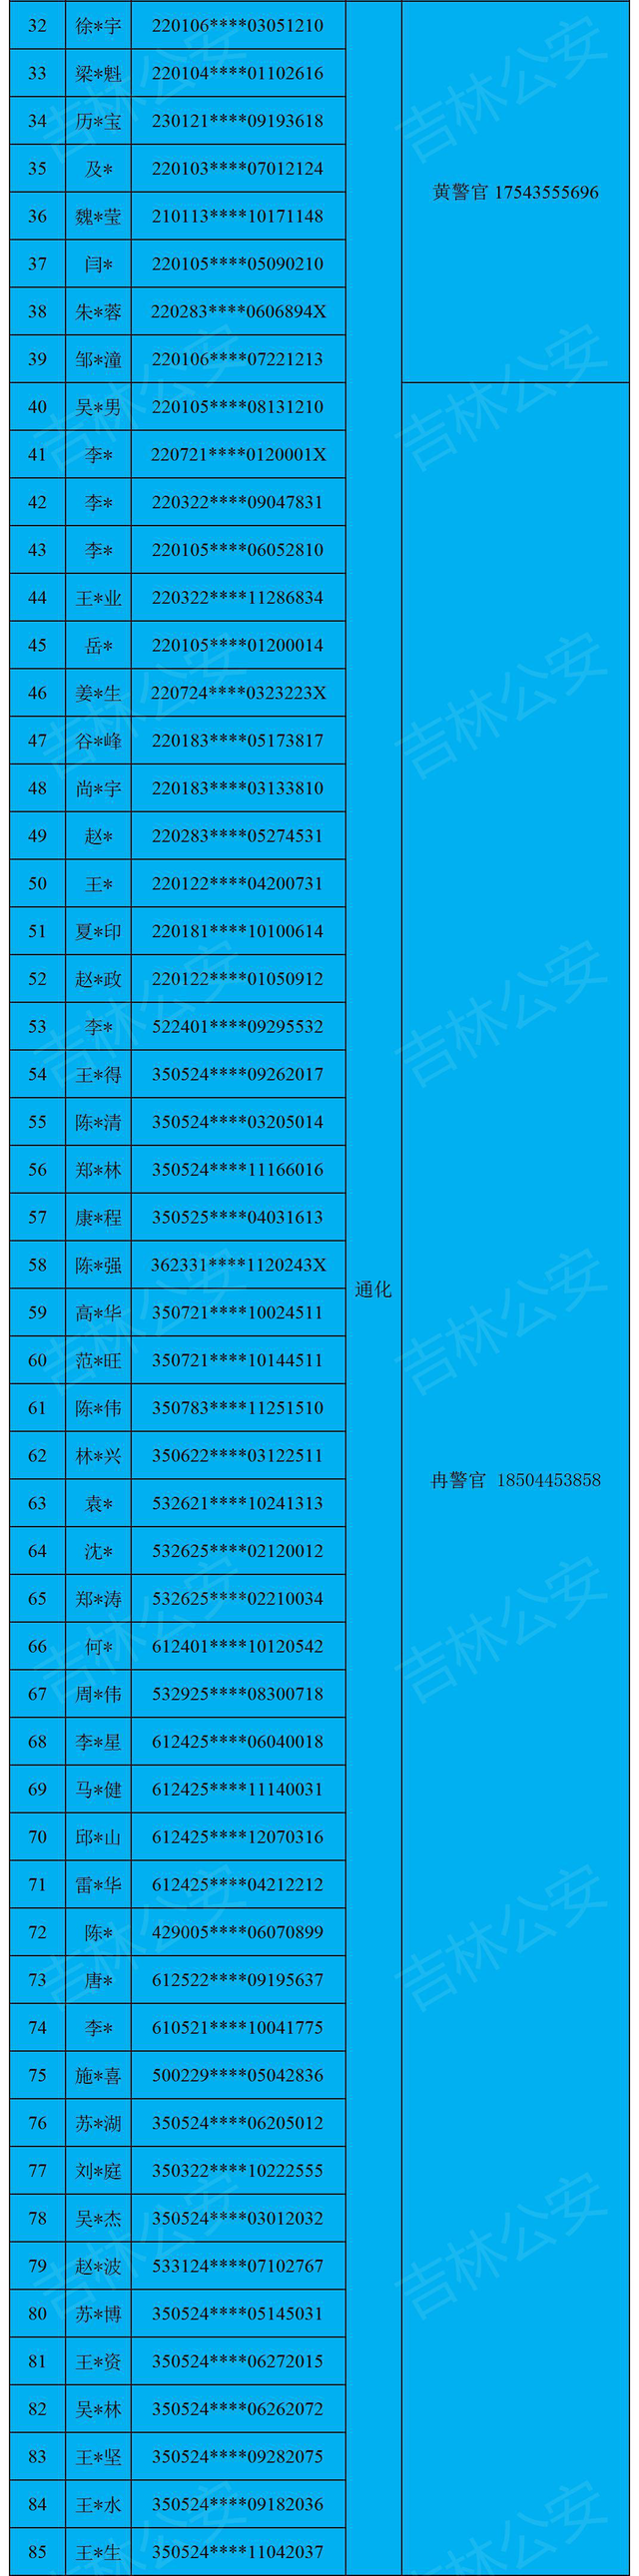 32 徐*宇 220106****03051210
33 梁*魁 220104****01102616
34 历*宝 230121****09193618
35 及* 220103****07012124
黄警官 17543555696
36 魏*莹 210113****10171148
37 闫* 220105****05090210
38 朱*蓉 220283****0606894X
39 邹*潼 220106****07221213
40 吴*男 220105****08131210
41 李* 220721****0120001X
42 李* 220322****09047831
43 李* 220105****06052810
44 王*业 220322****11286834
45 岳* 220105****01200014
46 姜*生 220724****0323223X
47 谷*峰 220183****05173817
48 尚*宇 220183****03133810
49 赵* 220283****05274531
50 王* 220122****04200731
51 夏*印 220181****10100614
52 赵*政 220122****01050912
53 李* 522401****09295532
54 王*得 350524****09262017
55 陈*清 350524****03205014
56 郑*林 350524****11166016
57 康*程 350525****04031613
58 陈*强 362331****1120243X
通化
59 高*华 350721****10024511
60 范*旺 350721****10144511
61 陈*伟 350783****11251510
62 林*兴 350622****03122511
冉警官 18504453858
63 袁* 532621****10241313
64 沈* 532625****02120012
65 郑*涛 532625****02210034
66 何* 612401****10120542
67 周*伟 532925****08300718
68 李*星 612425****06040018
69 马*健 612425****11140031
70 邱*山 612425****12070316
71 雷*华 612425****04212212
72 陈* 429005****06070899
73 唐* 612522****09195637
74 李* 610521****10041775
75 施*喜 500229****05042836
76 苏*湖 350524****06205012
77 刘*庭 350322****10222555
78 吴*杰 350524****03012032
79 赵*波 533124****07102767
80 苏*博 350524****05145031
81 王*资 350524****06272015
82 吴*林 350524****06262072
83 王*坚 350524****09282075
84 王*水 350524****09182036
85 王*生 350524****11042037
吉林公安